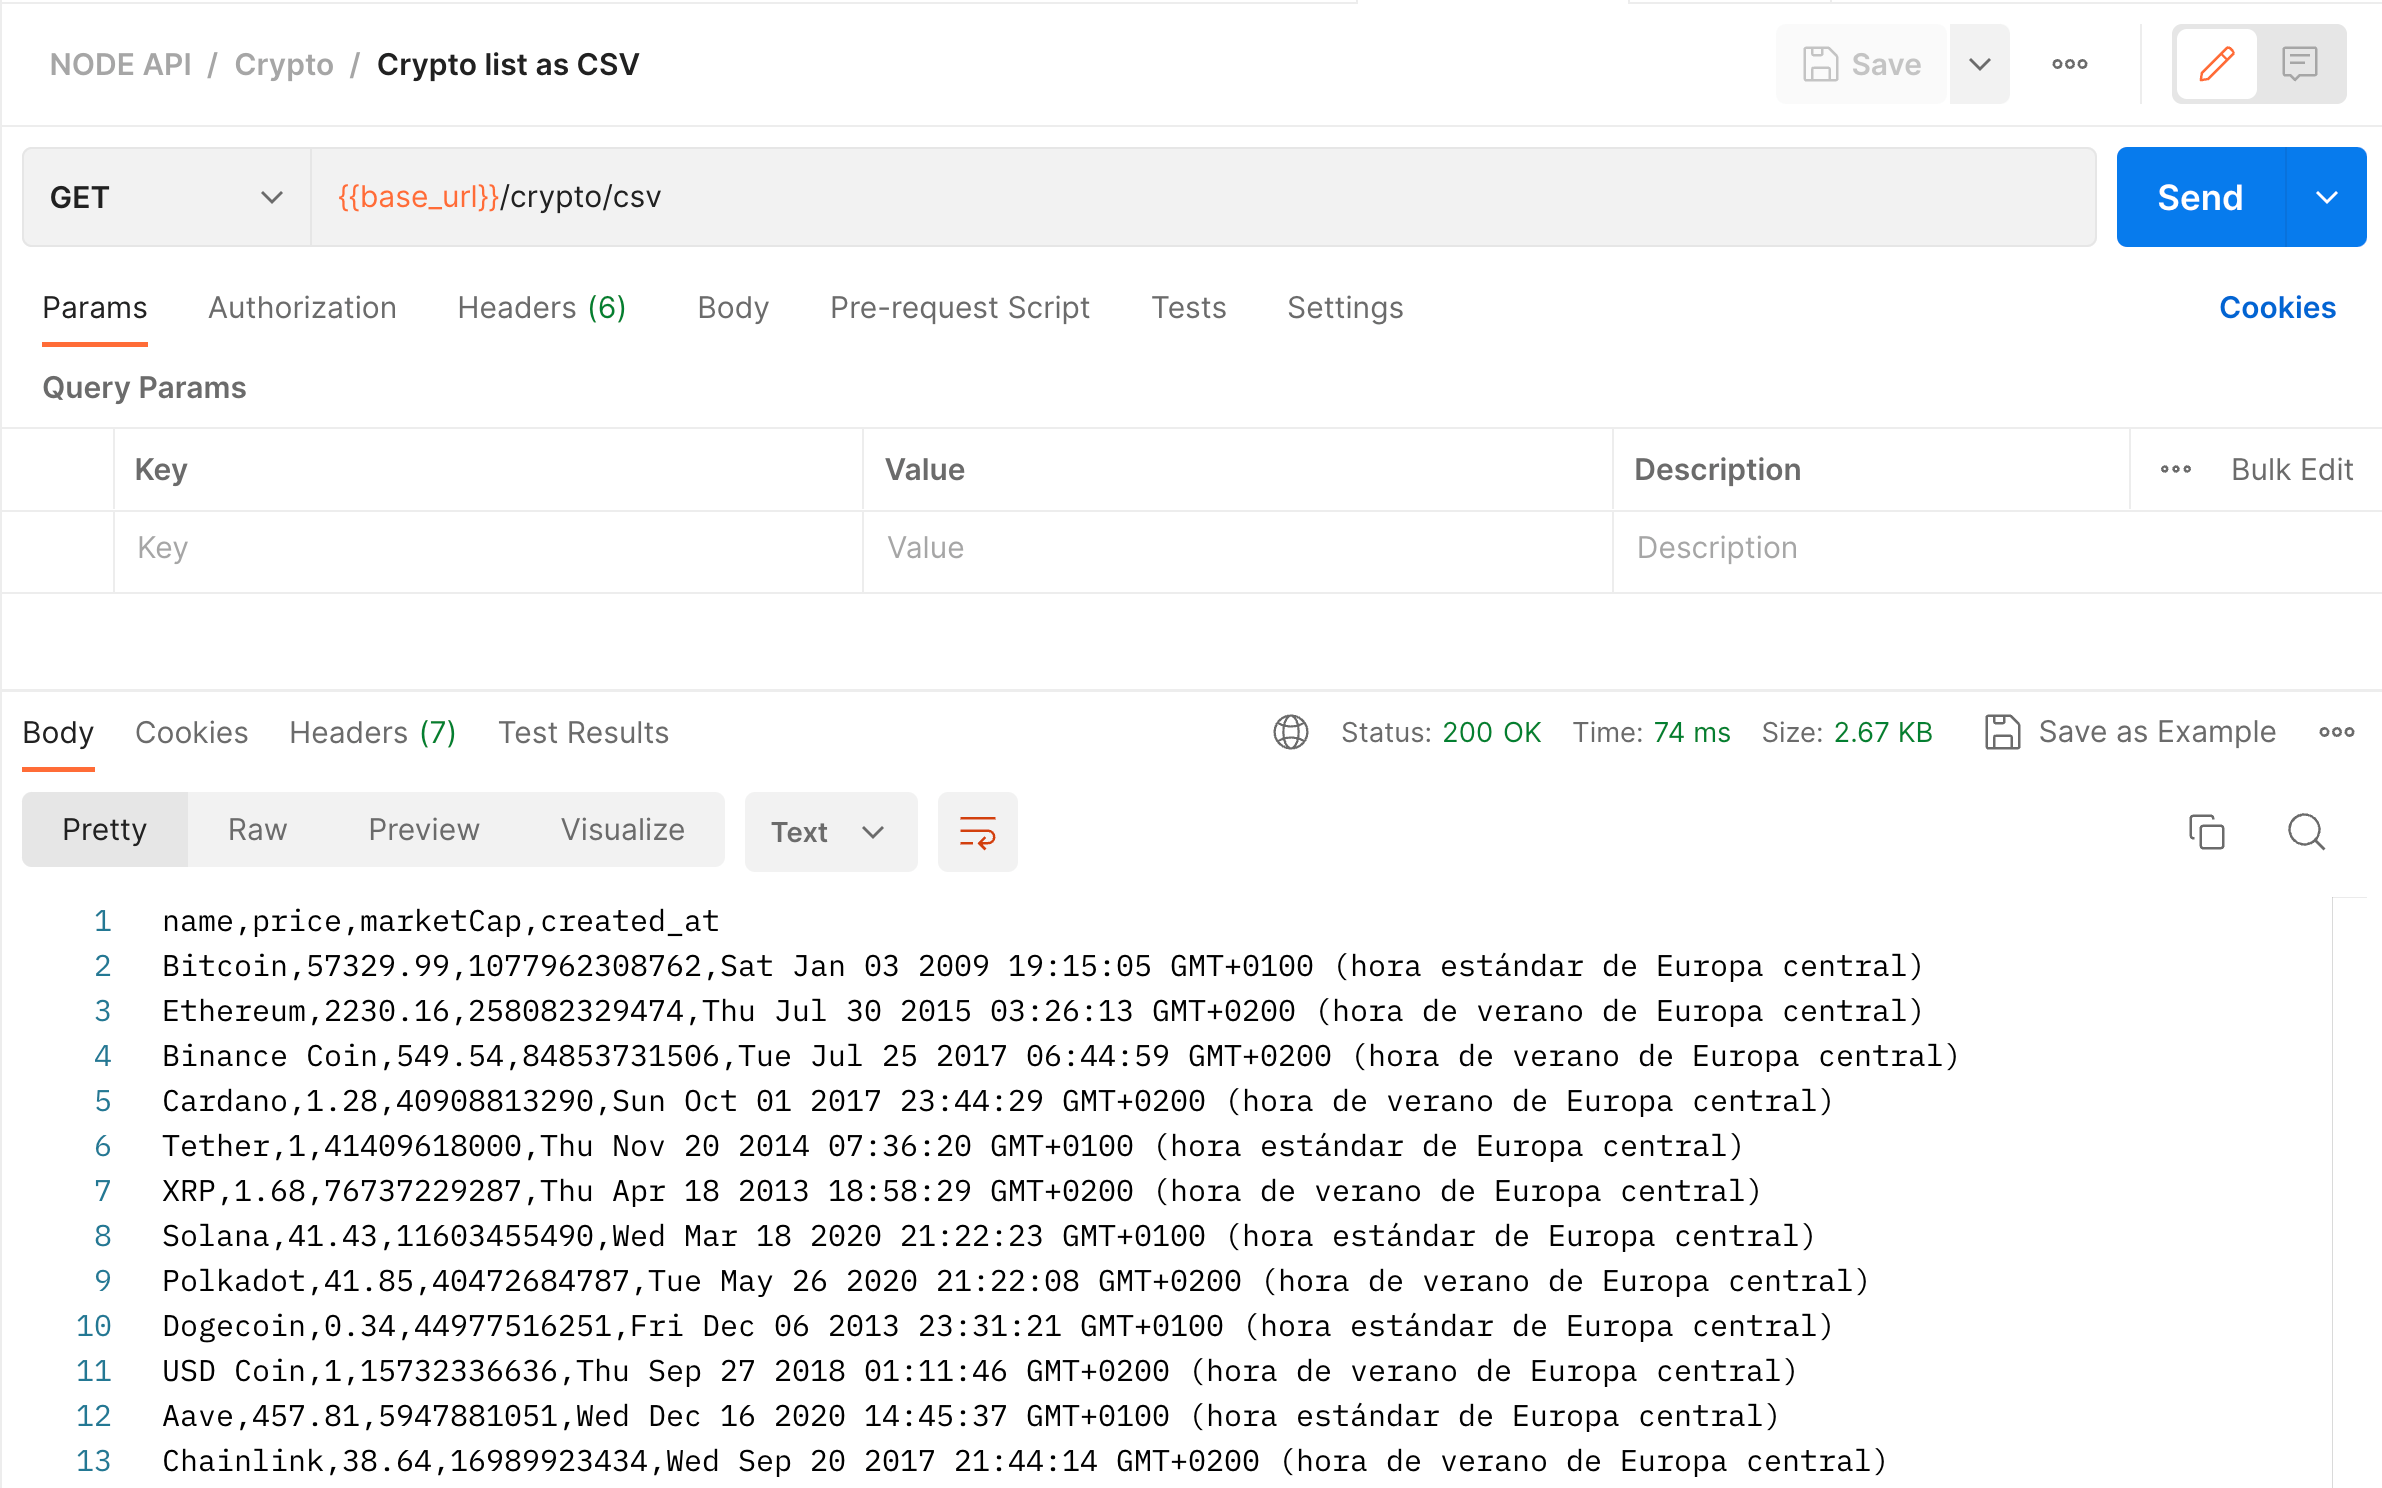 NODE API / Crypto / Crypto list as CSV Save
GET {{base_url}}/crypto/csv Send
Params Authorization Headers (6) Body Pre-request Script Tests Settings Cookies
Query Params
Key Value Description Bulk Edit
Key Value Description
Body Cookies Headers (7) Test Results Status: 200 OK Time: 74 ms Size: 2.67 KB Save as Example
Pretty Raw Preview Visualize Text
1 name,price,marketCap,created_at
2 Bitcoin,57329.99,1077962308762,Sat Jan 03 2009 19:15:05 GMT+0100 (hora estándar de Europa central)
3 Ethereum,2230.16,258082329474,Thu Jul 30 2015 03:26:13 GMT+0200 (hora de verano de Europa central)
4 Binance Coin,549.54,84853731506,Tue Jul 25 2017 06:44:59 GMT+0200 (hora de verano de Europa central)
5 Cardano,1.28,40908813290,Sun Oct 01 2017 23:44:29 GMT+0200 (hora de verano de Europa central)
6 Tether,1,41409618000,Thu Nov 20 2014 07:36:20 GMT+0100 (hora estándar de Europa central)
7 XRP,1.68,76737229287,Thu Apr 18 2013 18:58:29 GMT+0200 (hora de verano de Europa central)
8 Solana,41.43,11603455490,Wed Mar 18 2020 21:22:23 GMT+0100 (hora estándar de Europa central)
9 Polkadot,41.85,40472684787,Tue May 26 2020 21:22:08 GMT+0200 (hora de verano de Europa central)
10 Dogecoin,0.34,44977516251,Fri Dec 06 2013 23:31:21 GMT+0100 (hora estándar de Europa central)
11 USD Coin,1,15732336636,Thu Sep 27 2018 01:11:46 GMT+0200 (hora de verano de Europa central)
12 Aave,457.81,5947881051,Wed Dec 16 2020 14:45:37 GMT+0100 (hora estándar de Europa central)
13 Chainlink,38.64,16989923434,Wed Sep 20 2017 21:44:14 GMT+0200 (hora de verano de Europa central)